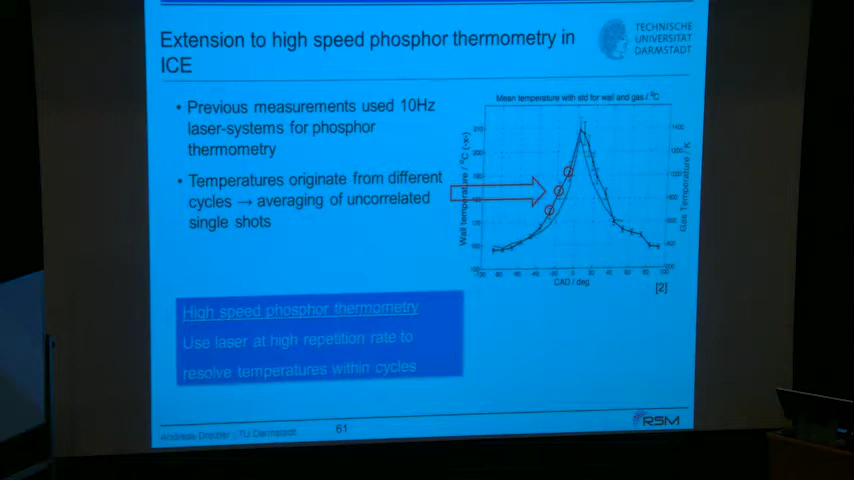 Extension to high speed phosphor thermometry in
ICE
TECHNISCHE
UNIVERSITÄT
DARMSTADT
• Previous measurements used 10Hz
laser-systems for phosphor
thermometry
• Temperatures originate from different
cycles → averaging of uncorrelated
single shots
Mean temperature with std for wall and gas / °C
Wall temperature / °C
Gas Temperature / K
CAD / deg
[2]
High speed phosphor thermometry
Use laser at high repetition rate to
resolve temperatures within cycles
Andreas Dreizler | TU Darmstadt
61
RSM